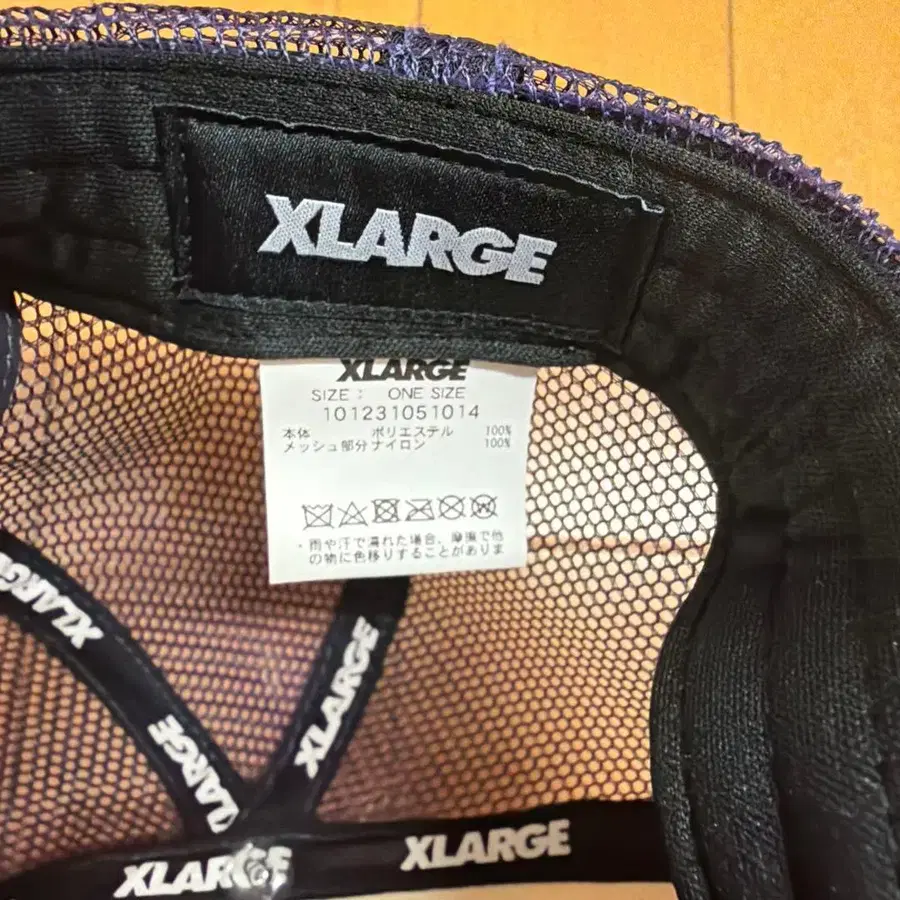 XLARGE
XLARGE
SIZE : ONE SIZE
101231051014
本体 ポリエステル 100%
メッシュ部分 ナイロン 100%
・雨や汗で濡れた場合、摩擦で他
の物に色移りすることがありま
XLARGE
XLARGE
XLARGE
XLARGE
XLARGE